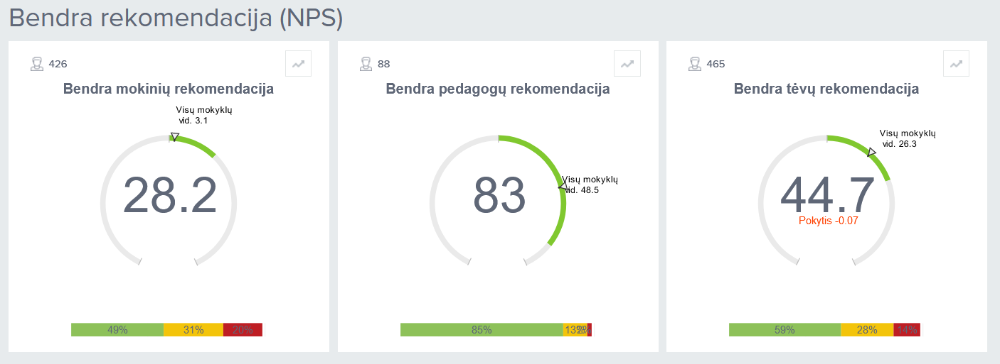 Bendra rekomendacija (NPS)
426
Bendra mokinių rekomendacija
Visų mokyklų
vid. 3.1
28.2
49% 31% 20%
88
Bendra pedagogų rekomendacija
Visų mokyklų
vid. 48.5
83
85% 13% 2%
465
Bendra tėvų rekomendacija
Visų mokyklų
vid. 26.3
44.7
Pokytis -0.07
59% 28% 14%